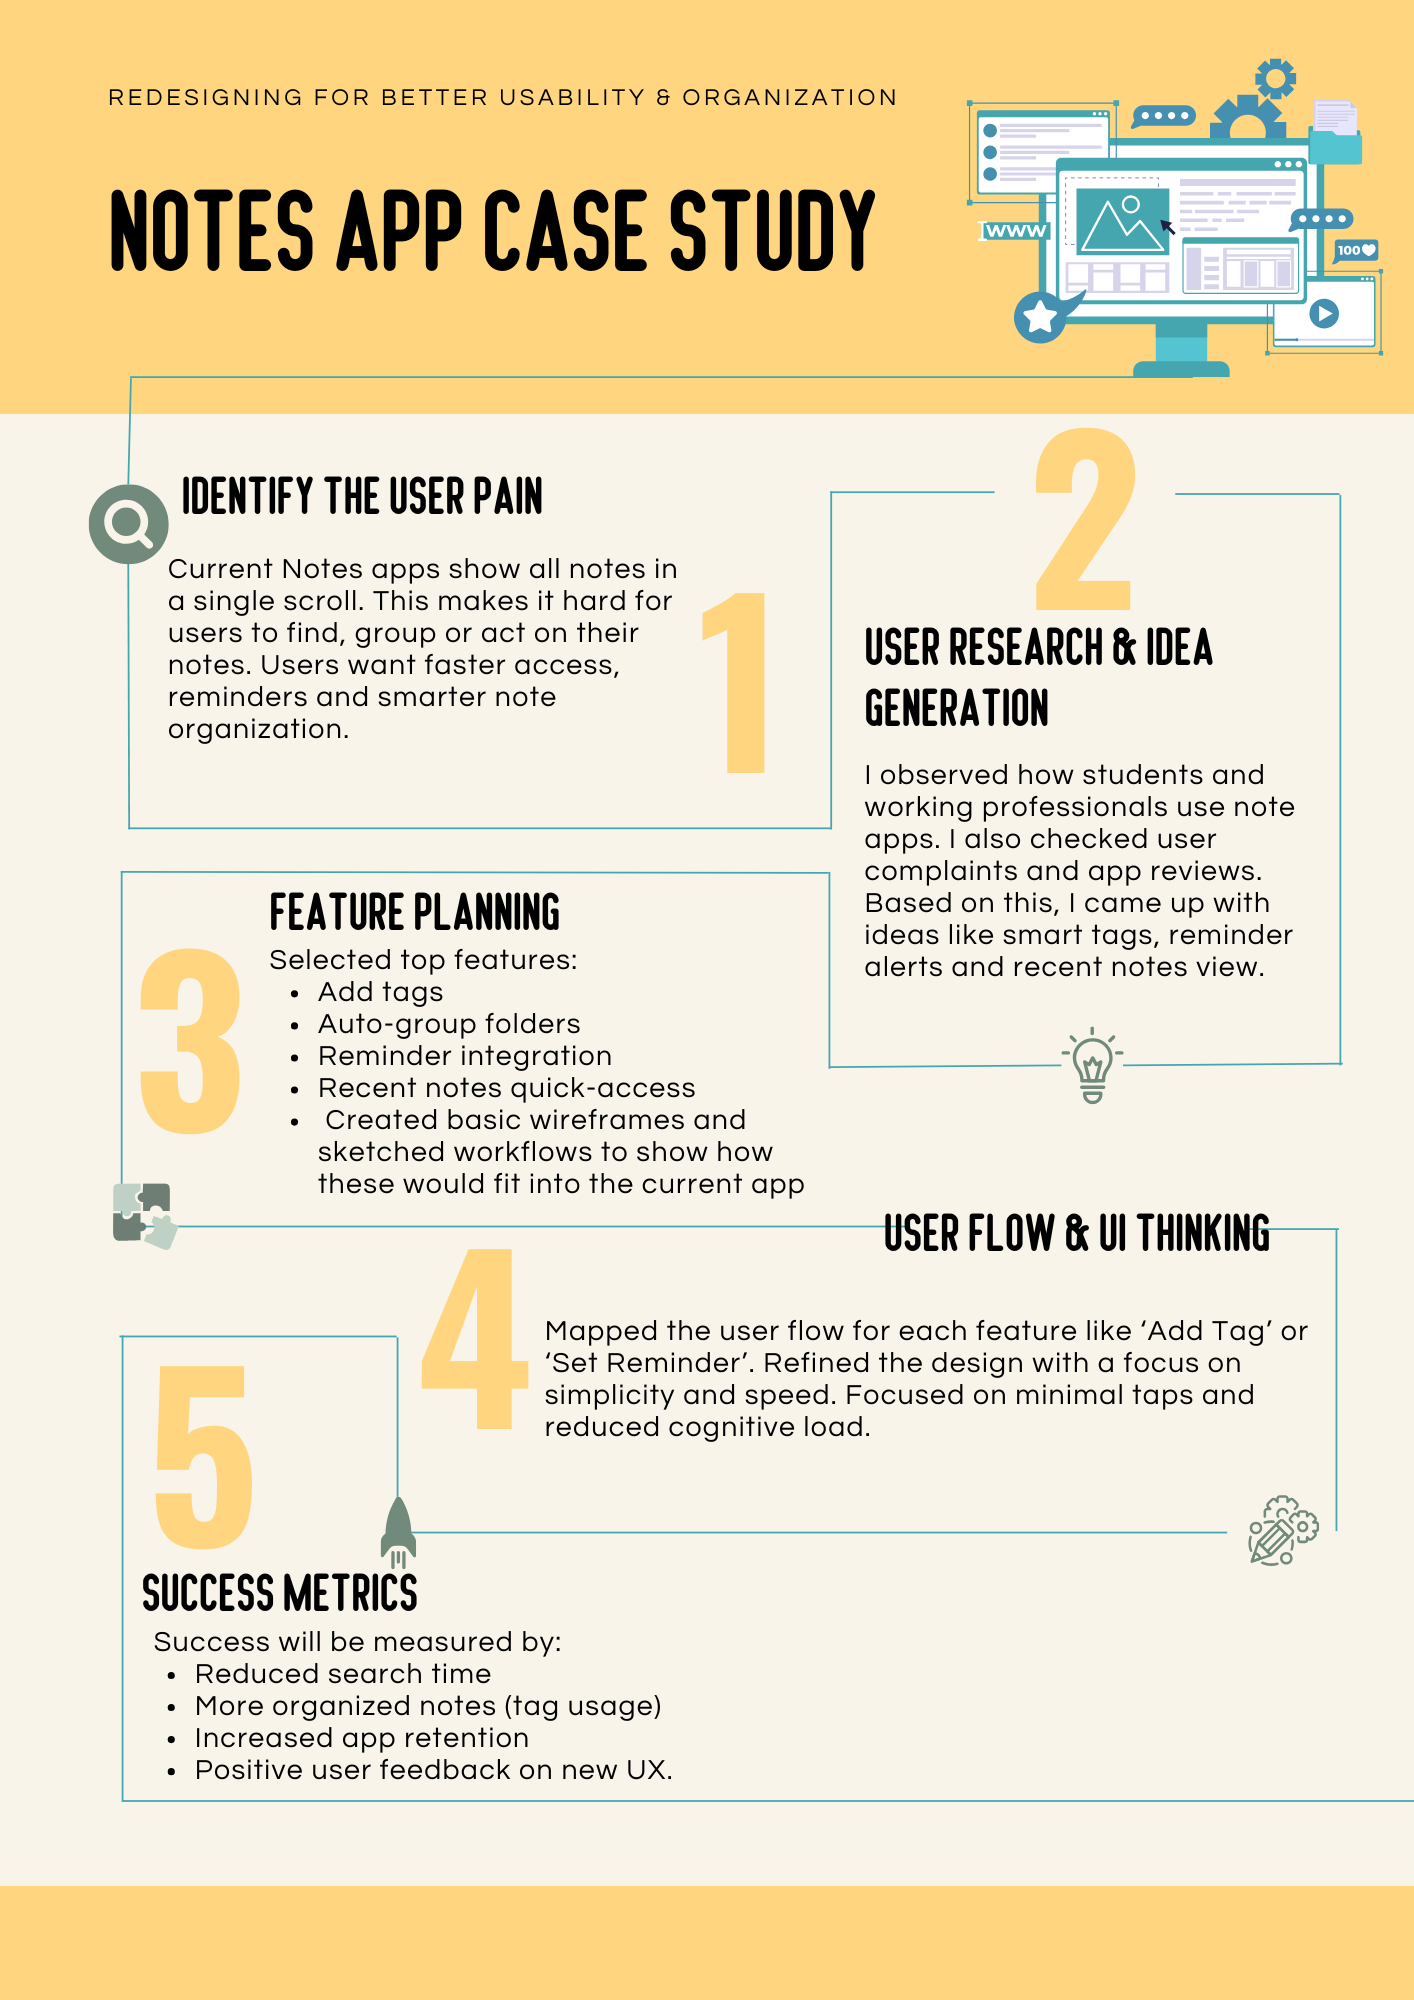 REDESIGNING FOR BETTER USABILITY & ORGANIZATION
NOTES APP CASE STUDY
WWW
100
IDENTIFY THE USER PAIN
Current Notes apps show all notes in
a single scroll. This makes it hard for
users to find, group or act on their
notes. Users want faster access,
reminders and smarter note
organization.
1
2
USER RESEARCH & IDEA
GENERATION
I observed how students and
working professionals use note
apps. I also checked user
complaints and app reviews.
Based on this, I came up with
ideas like smart tags, reminder
alerts and recent notes view.
3
FEATURE PLANNING
Selected top features:
• Add tags
• Auto-group folders
• Reminder integration
• Recent notes quick-access
• Created basic wireframes and
sketched workflows to show how
these would fit into the current app
4
USER FLOW & UI THINKING
Mapped the user flow for each feature like ‘Add Tag’ or
‘Set Reminder’. Refined the design with a focus on
simplicity and speed. Focused on minimal taps and
reduced cognitive load.
5
SUCCESS METRICS
Success will be measured by:
• Reduced search time
• More organized notes (tag usage)
• Increased app retention
• Positive user feedback on new UX.